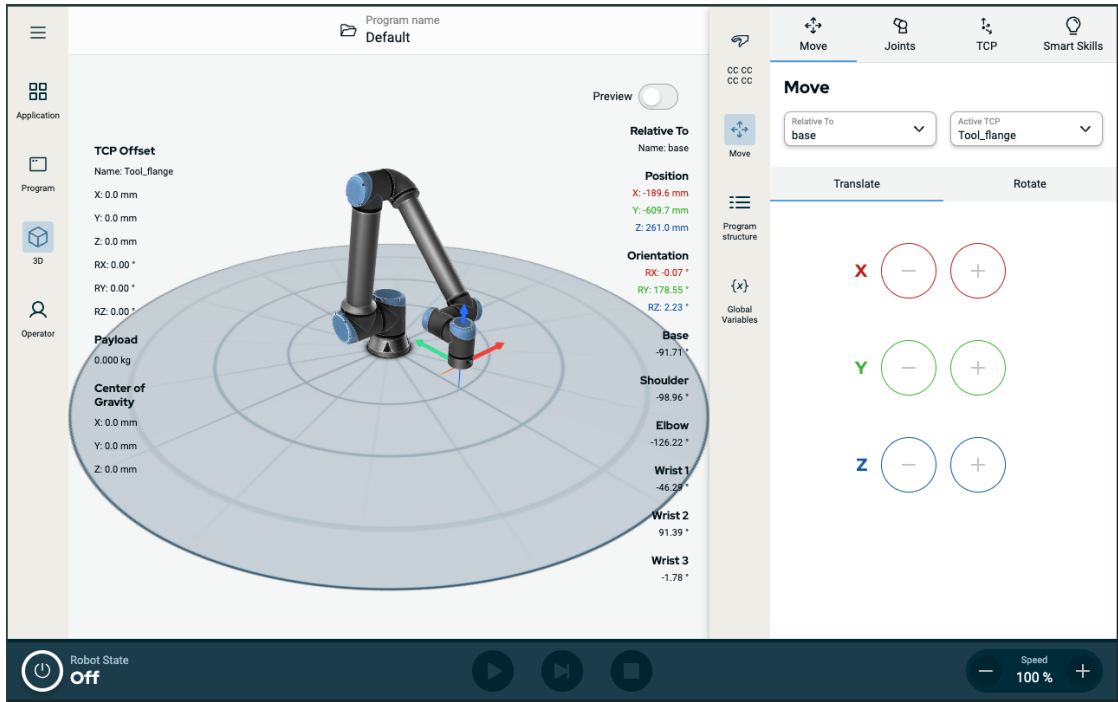 Program name
Default
Application
Program
3D
Operator
Preview
TCP Offset
Name: Tool_flange
X: 0.0 mm
Y: 0.0 mm
Z: 0.0 mm
RX: 0.00 °
RY: 0.00 °
RZ: 0.00 °
Payload
0.000 kg
Center of
Gravity
X: 0.0 mm
Y: 0.0 mm
Z: 0.0 mm
Relative To
Name: base
Position
X: -189.6 mm
Y: -609.7 mm
Z: 261.0 mm
Orientation
RX: -0.07 °
RY: 178.55 °
RZ: 2.23 °
Base
-91.71 °
Shoulder
-98.96 °
Elbow
-126.22 °
Wrist 1
-46.29 °
Wrist 2
91.39 °
Wrist 3
-1.78 °
CC CC
CC CC
Move
Program
structure
{x}
Global
Variables
Move
Joints
TCP
Smart Skills
Move
Relative To
base
Active TCP
Tool_flange
Translate
Rotate
X − +
Y − +
Z − +
Robot State
Off
Speed
− 100 % +